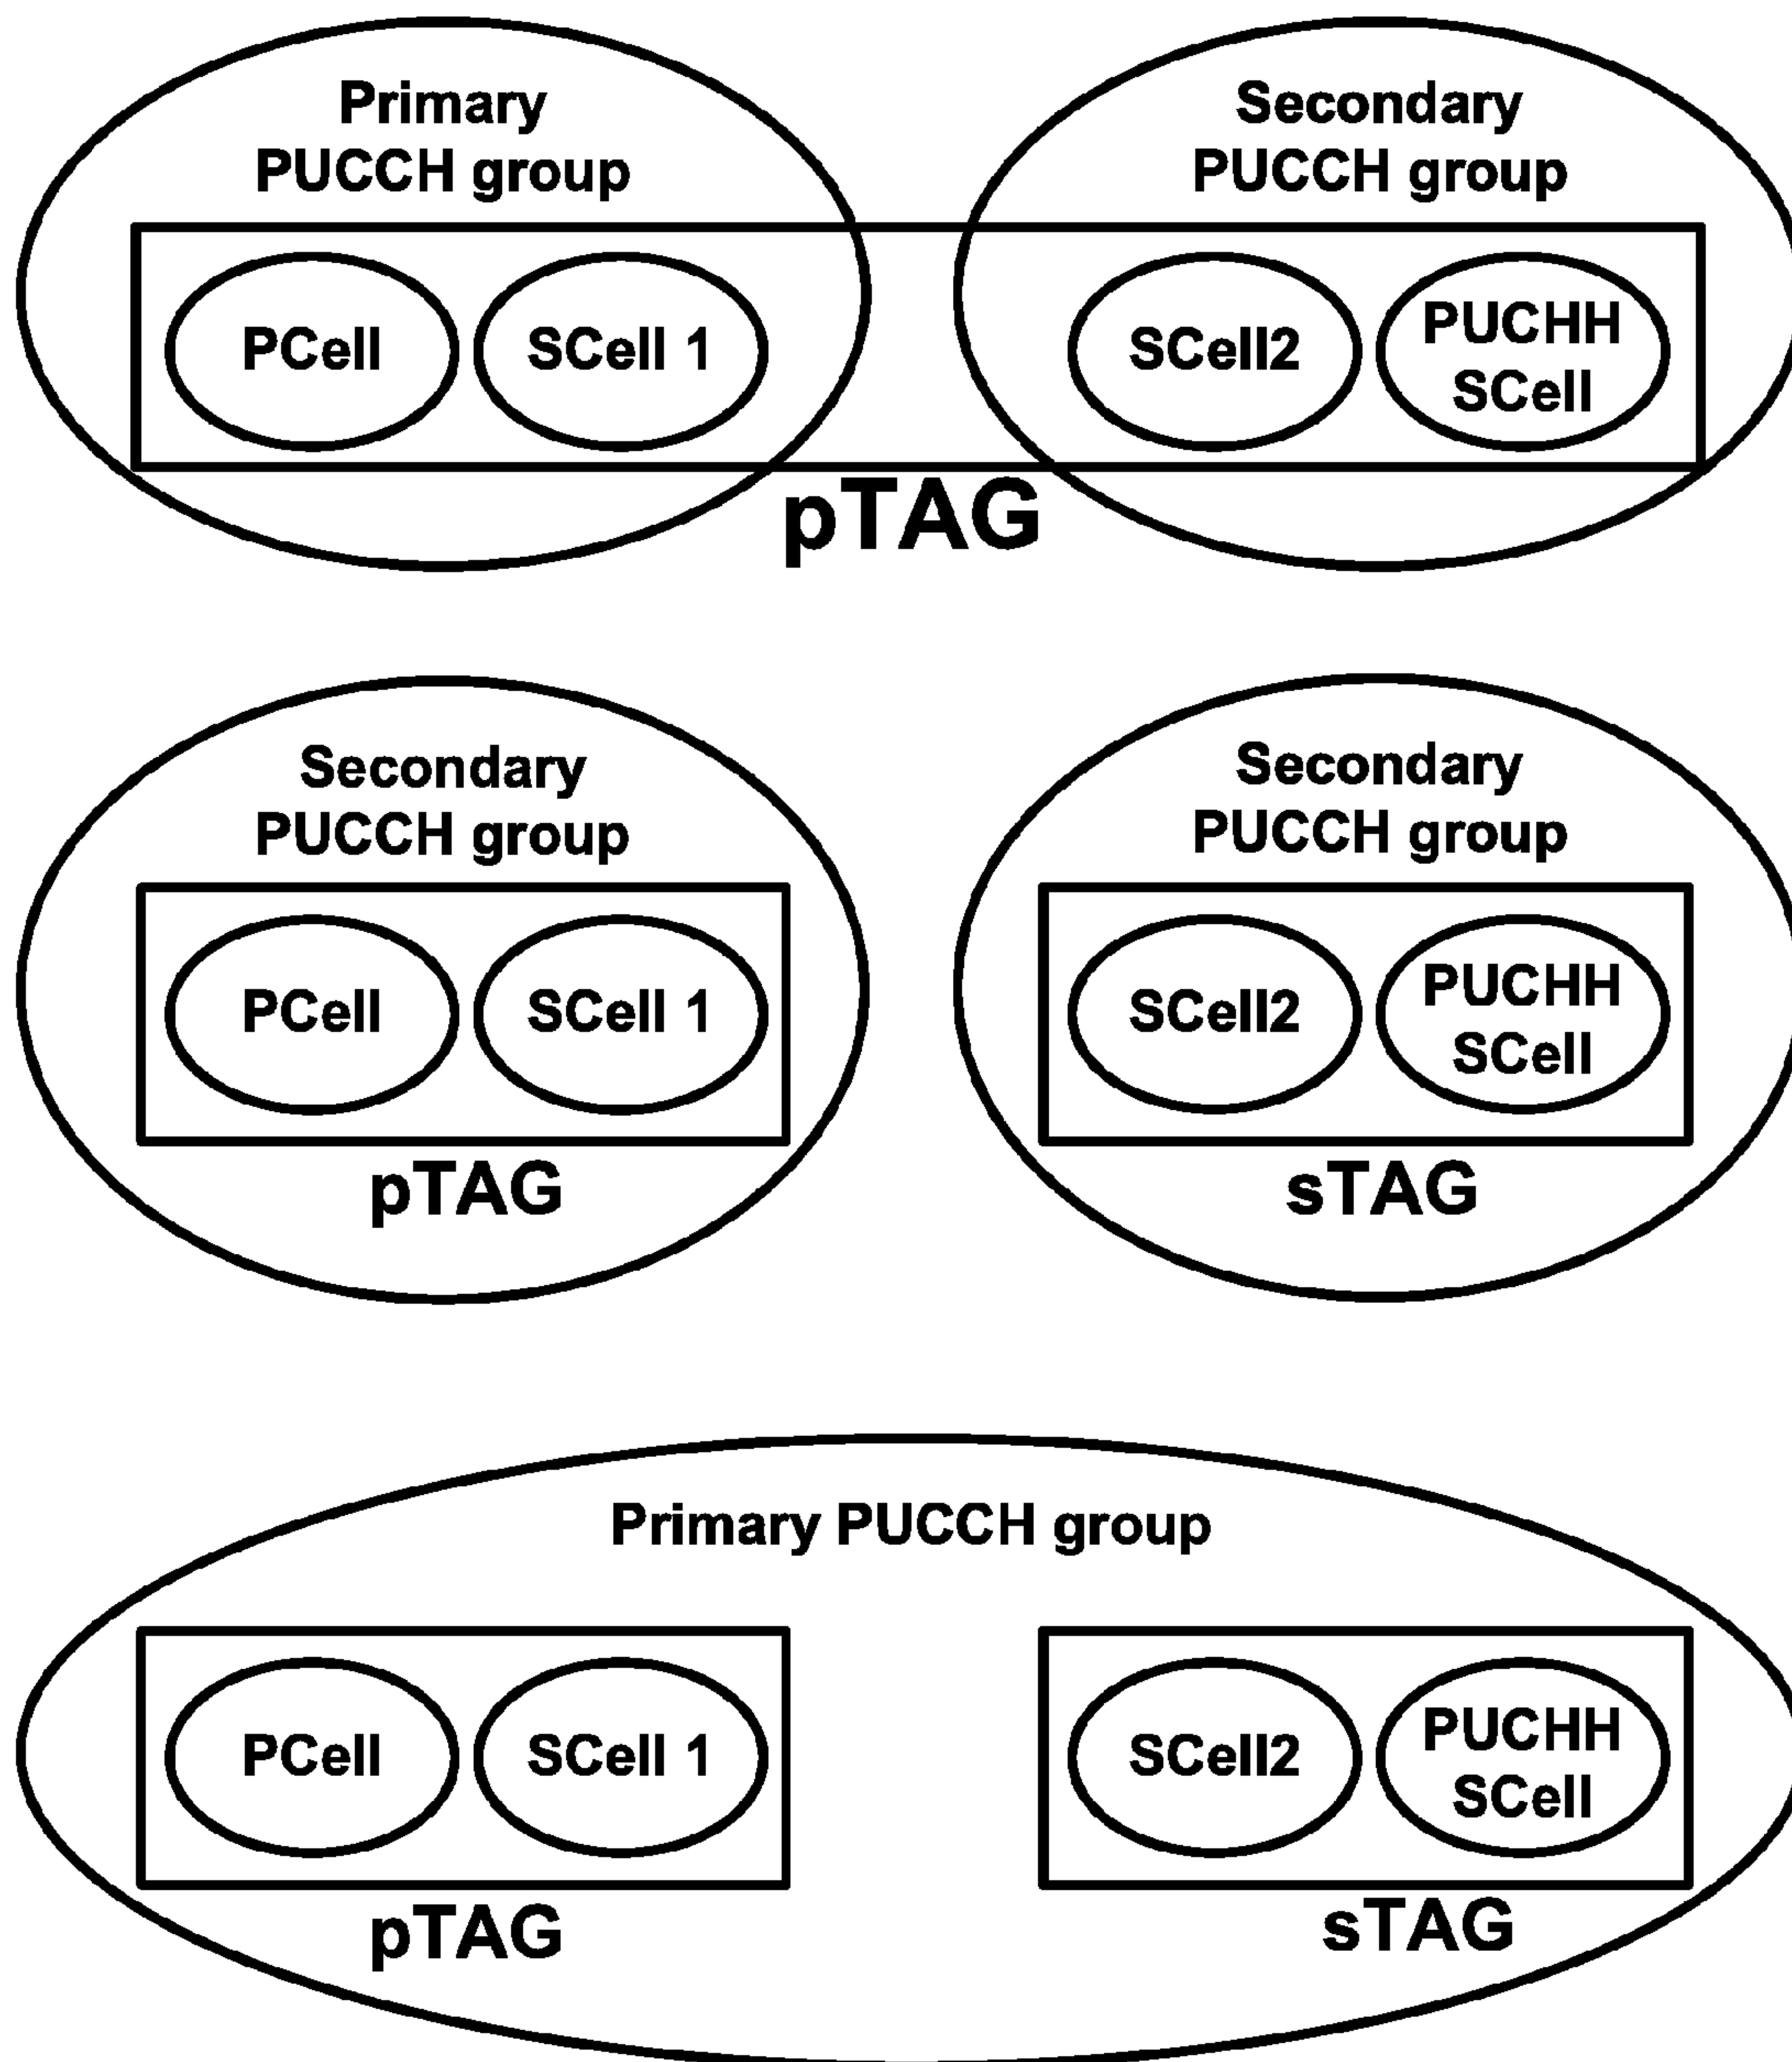 Primary
PUCCH group
Secondary
PUCCH group
PCell
SCell 1
SCell2
PUCHH
SCell
pTAG
Secondary
PUCCH group
Secondary
PUCCH group
PCell
SCell 1
SCell2
PUCHH
SCell
pTAG
sTAG
Primary PUCCH group
PCell
SCell 1
SCell2
PUCHH
SCell
pTAG
sTAG